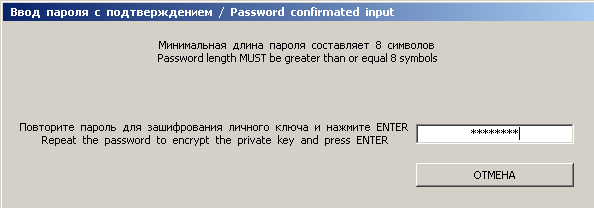 Ввод пароля с подтверждением / Password confirmated input
Минимальная длина пароля составляет 8 символов
Password length MUST be greater than or equal 8 symbols
Повторите пароль для зашифрования личного ключа и нажмите ENTER
Repeat the password to encrypt the private key and press ENTER
********
ОТМЕНА